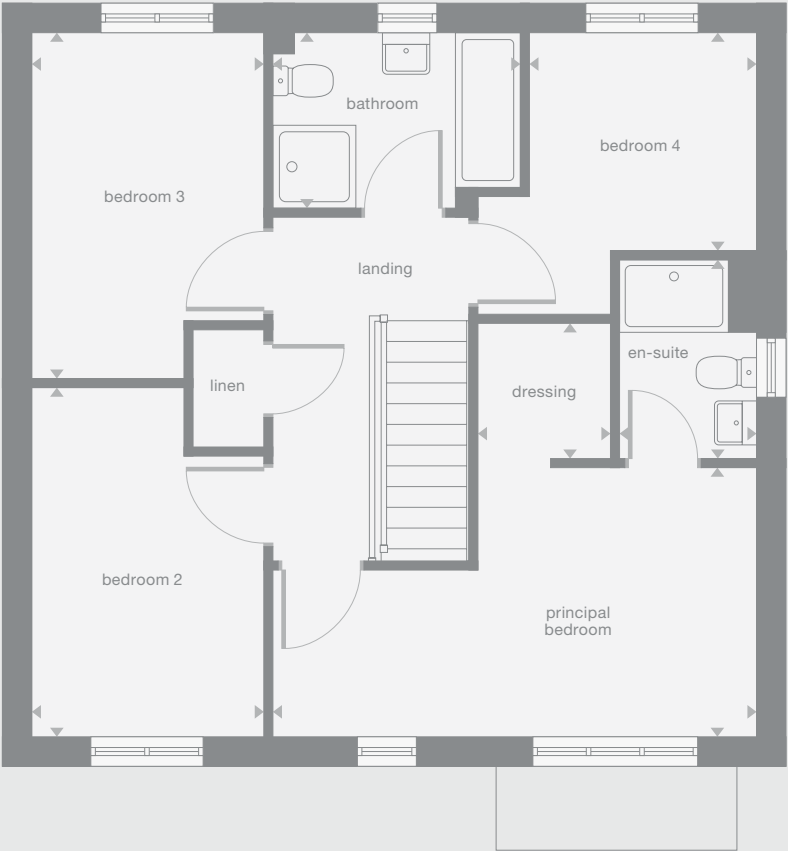 bathroom
bedroom 4
bedroom 3
landing
en-suite
linen
dressing
bedroom 2
principal
bedroom